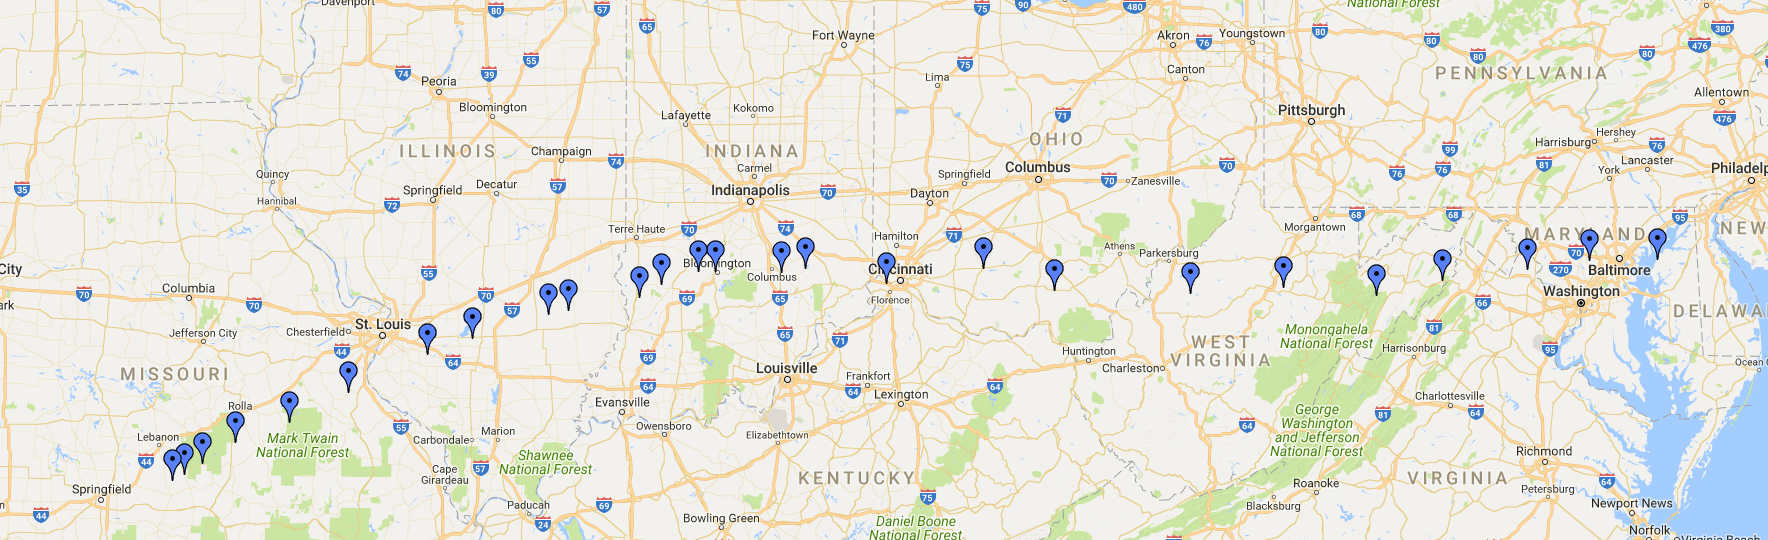 Davenport
80
57
65
75
90
480
National Forest
380
Fort Wayne
Akron
76
Youngstown
80
80
80
476
55
74
39
75
Lima
Canton
PENNSYLVANIA
Peoria
Bloomington
Kokomo
Lafayette
71
Pittsburgh
Allentown
476
ILLINOIS
Champaign
74
INDIANA
Carmel
OHIO
Columbus
Harrisburg
Hershey
99
76
81
Lancaster
35
Quincy
Springfield
Decatur
57
Indianapolis
70
Springfield
Dayton
70
Zanesville
70
76
76
York
Philadelp
Hannibal
72
Terre Haute
70
74
Hamilton
71
Athens
Parkersburg
Morgantown
68
68
MARYLAND
95
NEW
City
Columbia
70
70
55
70
57
Bloomington
69
Columbus
65
Cincinnati
Florence
70
270
Baltimore
Washington
66
ark
Jefferson City
Chesterfield
St. Louis
44
64
65
71
DELAWA
MISSOURI
69
64
Louisville
Frankfort
64
Lexington
64
Huntington
Charleston
WEST
VIRGINIA
Monongahela
National Forest
81
Harrisonburg
95
Ocean C
Rolla
Lebanon
44
Mark Twain
National Forest
55
Carbondale
Marion
Evansville
Owensboro
Elizabethtown
64
George
Washington
and Jefferson
National Forest
81
Charlottesville
64
Springfield
44
Cape
Girardeau
57
Shawnee
National Forest
Paducah
24
69
KENTUCKY
75
Bowling Green
Daniel Boone
National Forest
Roanoke
Blacksburg
VIRGINIA
Richmond
Petersburg
64
Newport News
Norfolk
Virginia Beach